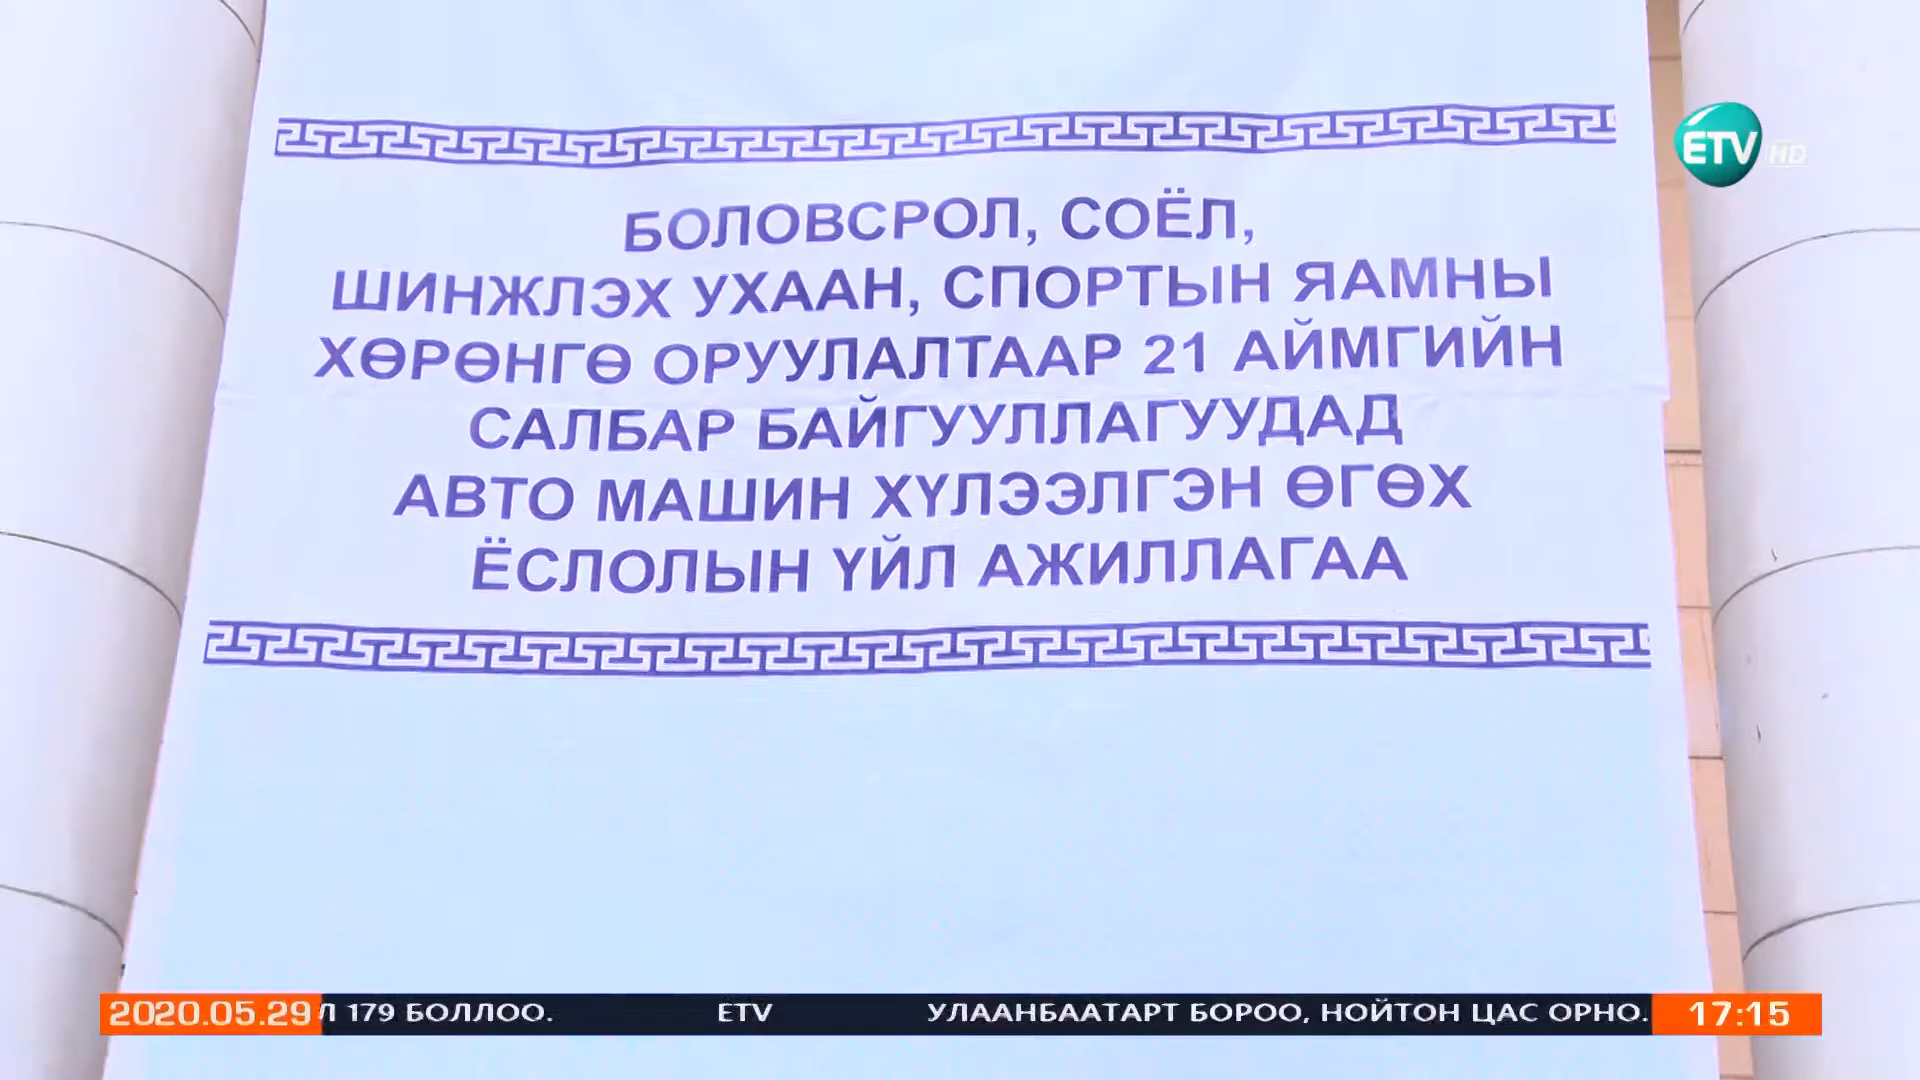 ETV HD
БОЛОВСРОЛ, СОЁЛ,
ШИНЖЛЭХ УХААН, СПОРТЫН ЯАМНЫ
ХӨРӨНГӨ ОРУУЛАЛТААР 21 АЙМГИЙН
САЛБАР БАЙГУУЛЛАГУУДАД
АВТО МАШИН ХҮЛЭЭЛГЭН ӨГӨХ
ЁСЛОЛЫН ҮЙЛ АЖИЛЛАГАА
2020.05.29 Л 179 БОЛЛОО. ETV УЛААНБААТАРТ БОРОО, НОЙТОН ЦАС ОРНО. 17:15